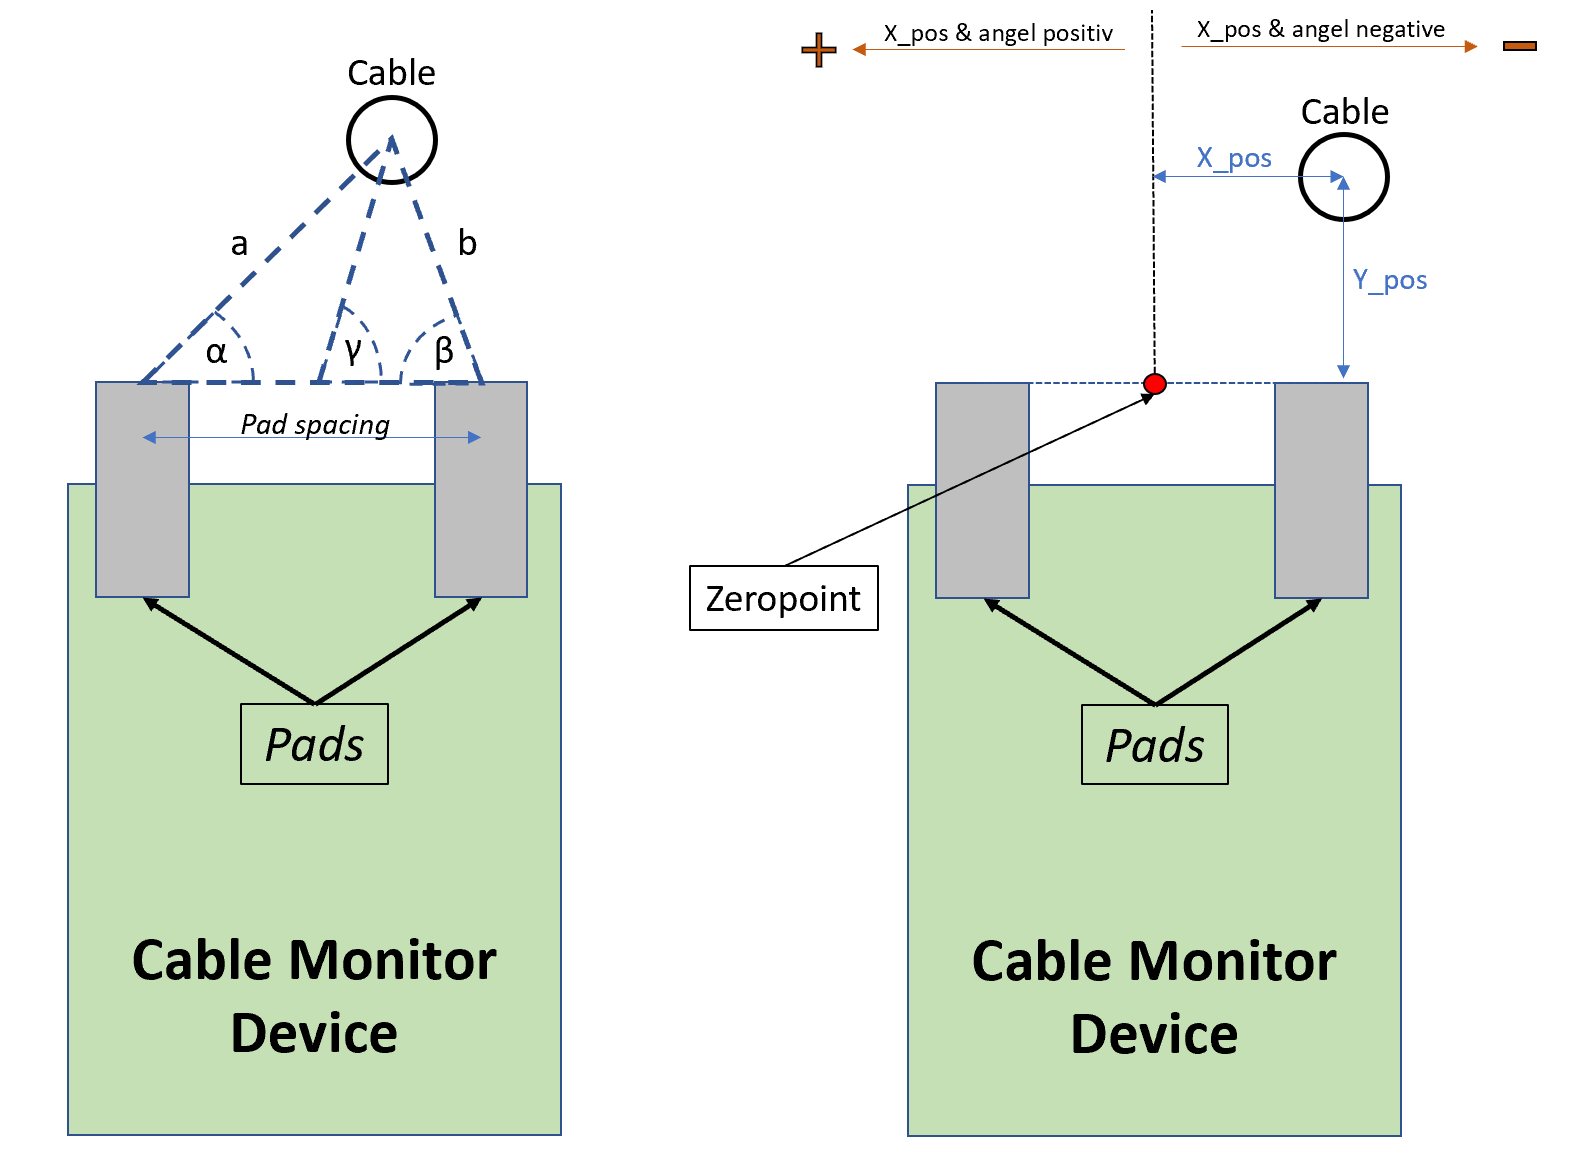 Cable
a
b
α
γ
β
Pad spacing
Pads
Cable Monitor
Device
+
X_pos & angel positiv
X_pos & angel negative
-
Cable
X_pos
Y_pos
Zeropoint
Pads
Cable Monitor
Device